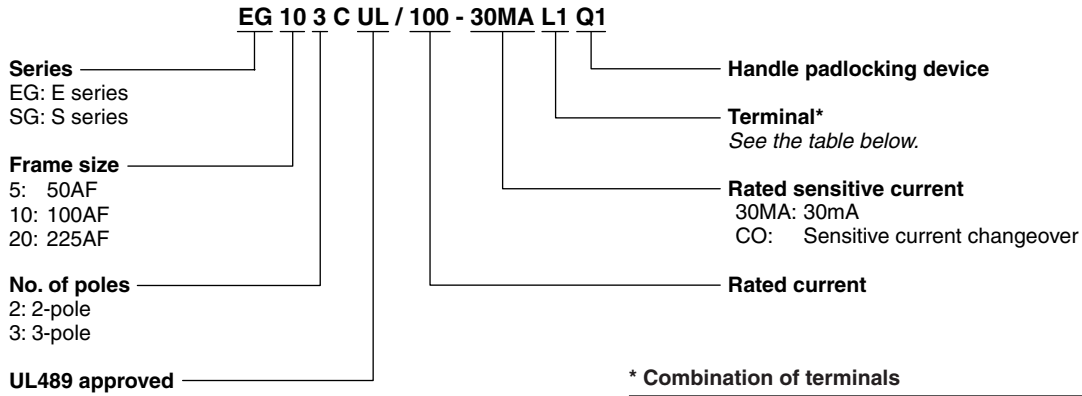 EG 10 3 C UL / 100 - 30MA L1 Q1
Series
EG: E series
SG: S series
Frame size
5: 50AF
10: 100AF
20: 225AF
No. of poles
2: 2-pole
3: 3-pole
UL489 approved
Handle padlocking device
Terminal*
See the table below.
Rated sensitive current
30MA: 30mA
CO: Sensitive current changeover
Rated current
* Combination of terminals